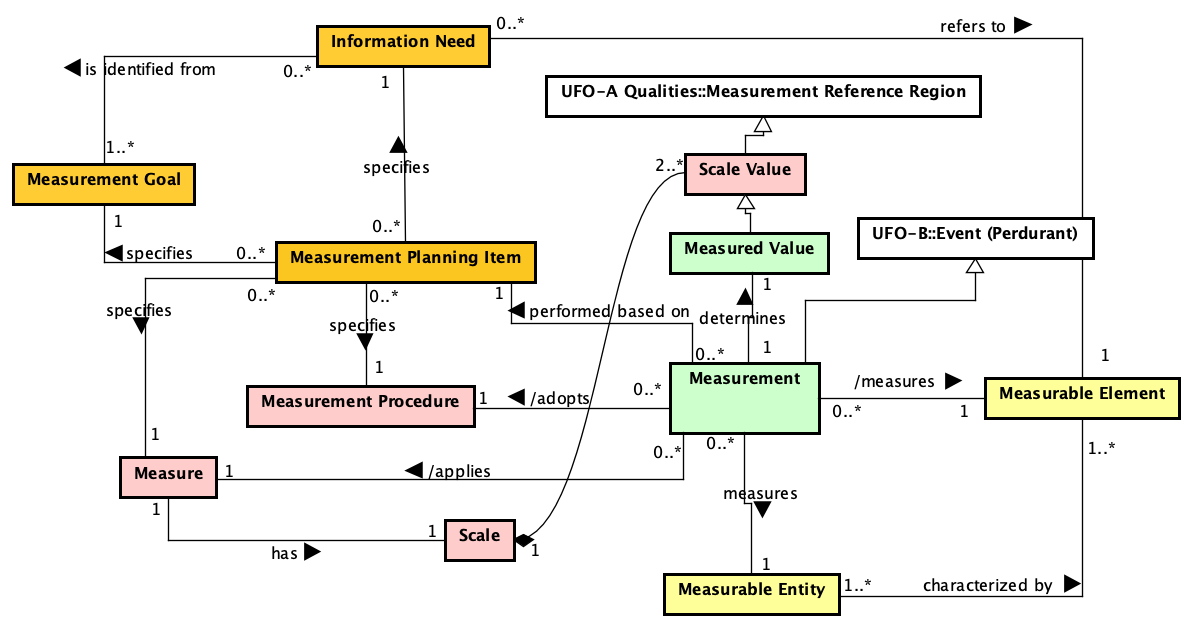 0..*
refers to
Information Need
is identified from
0..*
1
UFO-A Qualities::Measurement Reference Region
1..*
specifies
2..*
Scale Value
Measurement Goal
1
0..*
UFO-B::Event (Perdurant)
specifies
0..*
Measurement Planning Item
Measured Value
0..*
0..*
1
1
specifies
specifies
performed based on
determines
0..*
1
1
1
Measurement
/measures
Measurable Element
Measurement Procedure
1
/adopts
0..*
0..*
1
1
0..*
0..*
1..*
Measure
1
/applies
measures
1
1
Scale
1
has
1
Measurable Entity
1..*
characterized by